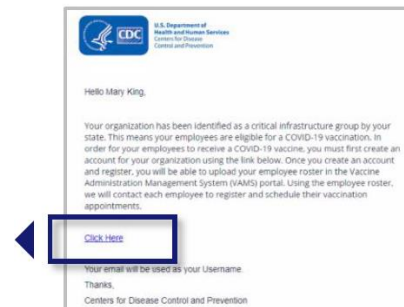 CDC
U.S. Department of
Health and Human Services
Centers for Disease
Control and Prevention
Hello Mary King,
Your organization has been identified as a critical infrastructure group by your
state. This means your employees are eligible for a COVID-19 vaccination. In
order for your employees to receive a COVID-19 vaccine, you must first create an
account for your organization using the link below. Once you create an account
and register, you will be able to upload your employee roster in the Vaccine
Administration Management System (VAMS) portal. Using the employee roster,
we will contact each employee to register and schedule their vaccination
appointments.
Click Here
Your email will be used as your Username.
Thanks,
Centers for Disease Control and Prevention